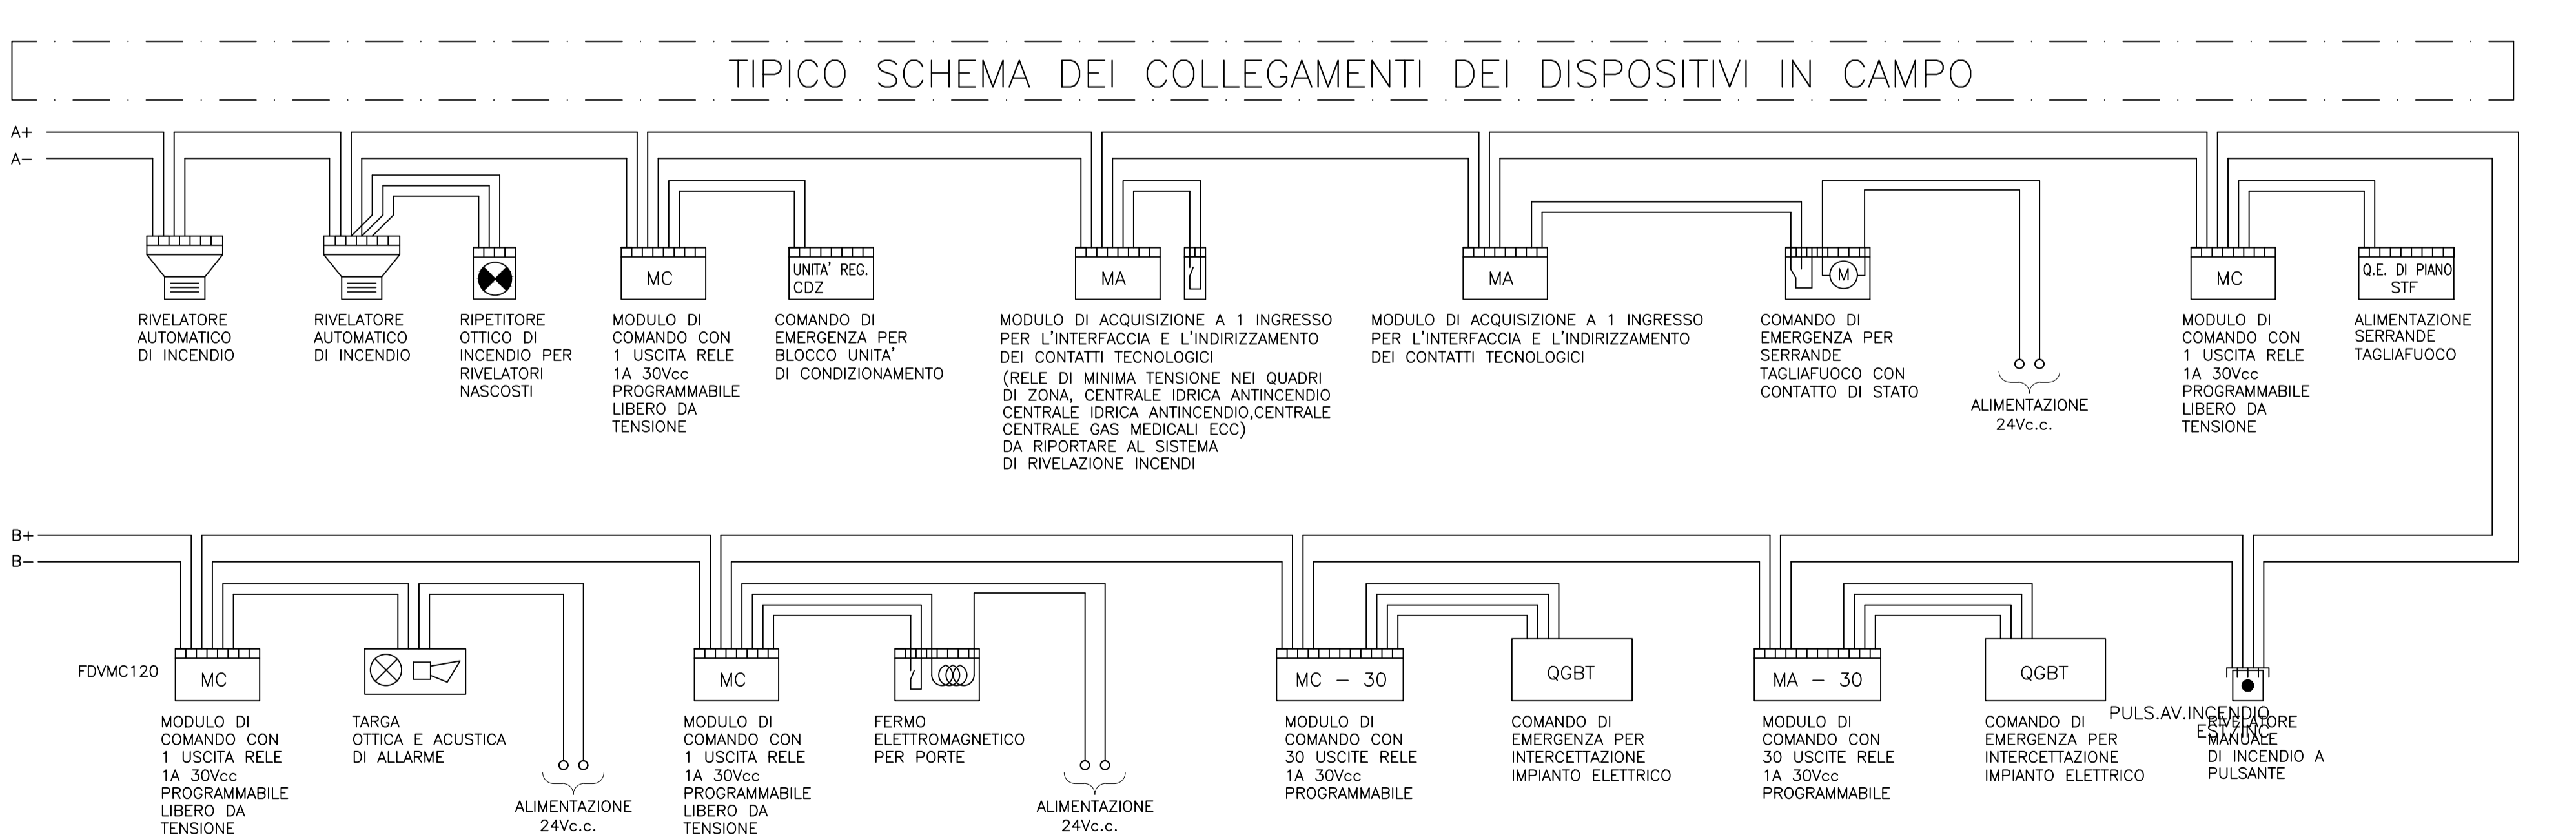 TIPICO SCHEMA DEI COLLEGAMENTI DEI DISPOSITIVI IN CAMPO
A+
A-
RIVELATORE
AUTOMATICO
DI INCENDIO
RIVELATORE
AUTOMATICO
DI INCENDIO
RIPETITORE
OTTICO DI
INCENDIO PER
RIVELATORI
NASCOSTI
MC
MODULO DI
COMANDO CON
1 USCITA RELE
1A 30Vcc
PROGRAMMABILE
LIBERO DA
TENSIONE
UNITA' REG.
CDZ
COMANDO DI
EMERGENZA PER
BLOCCO UNITA'
DI CONDIZIONAMENTO
MA
MODULO DI ACQUISIZIONE A 1 INGRESSO
PER L'INTERFACCIA E L'INDIRIZZAMENTO
DEI CONTATTI TECNOLOGICI
(RELE DI MINIMA TENSIONE NEI QUADRI
DI ZONA, CENTRALE IDRICA ANTINCENDIO
CENTRALE IDRICA ANTINCENDIO,CENTRALE
CENTRALE GAS MEDICALI ECC)
DA RIPORTARE AL SISTEMA
DI RIVELAZIONE INCENDI
MA
MODULO DI ACQUISIZIONE A 1 INGRESSO
PER L'INTERFACCIA E L'INDIRIZZAMENTO
DEI CONTATTI TECNOLOGICI
M
COMANDO DI
EMERGENZA PER
SERRANDE
TAGLIAFUOCO CON
CONTATTO DI STATO
ALIMENTAZIONE
24Vc.c.
MC
MODULO DI
COMANDO CON
1 USCITA RELE
1A 30Vcc
PROGRAMMABILE
LIBERO DA
TENSIONE
Q.E. DI PIANO
STF
ALIMENTAZIONE
SERRANDE
TAGLIAFUOCO
B+
B-
FDVMC120
MC
MODULO DI
COMANDO CON
1 USCITA RELE
1A 30Vcc
PROGRAMMABILE
LIBERO DA
TENSIONE
TARGA
OTTICA E ACUSTICA
DI ALLARME
ALIMENTAZIONE
24Vc.c.
MC
MODULO DI
COMANDO CON
1 USCITA RELE
1A 30Vcc
PROGRAMMABILE
LIBERO DA
TENSIONE
FERMO
ELETTROMAGNETICO
PER PORTE
ALIMENTAZIONE
24Vc.c.
MC - 30
MODULO DI
COMANDO CON
30 USCITE RELE
1A 30Vcc
PROGRAMMABILE
QGBT
COMANDO DI
EMERGENZA PER
INTERCETTAZIONE
IMPIANTO ELETTRICO
MA - 30
MODULO DI
COMANDO CON
30 USCITE RELE
1A 30Vcc
PROGRAMMABILE
QGBT
COMANDO DI
EMERGENZA PER
INTERCETTAZIONE
IMPIANTO ELETTRICO
PULS.AV.INCENDIO
RIVELATORE
MANUALE
DI INCENDIO A
PULSANTE